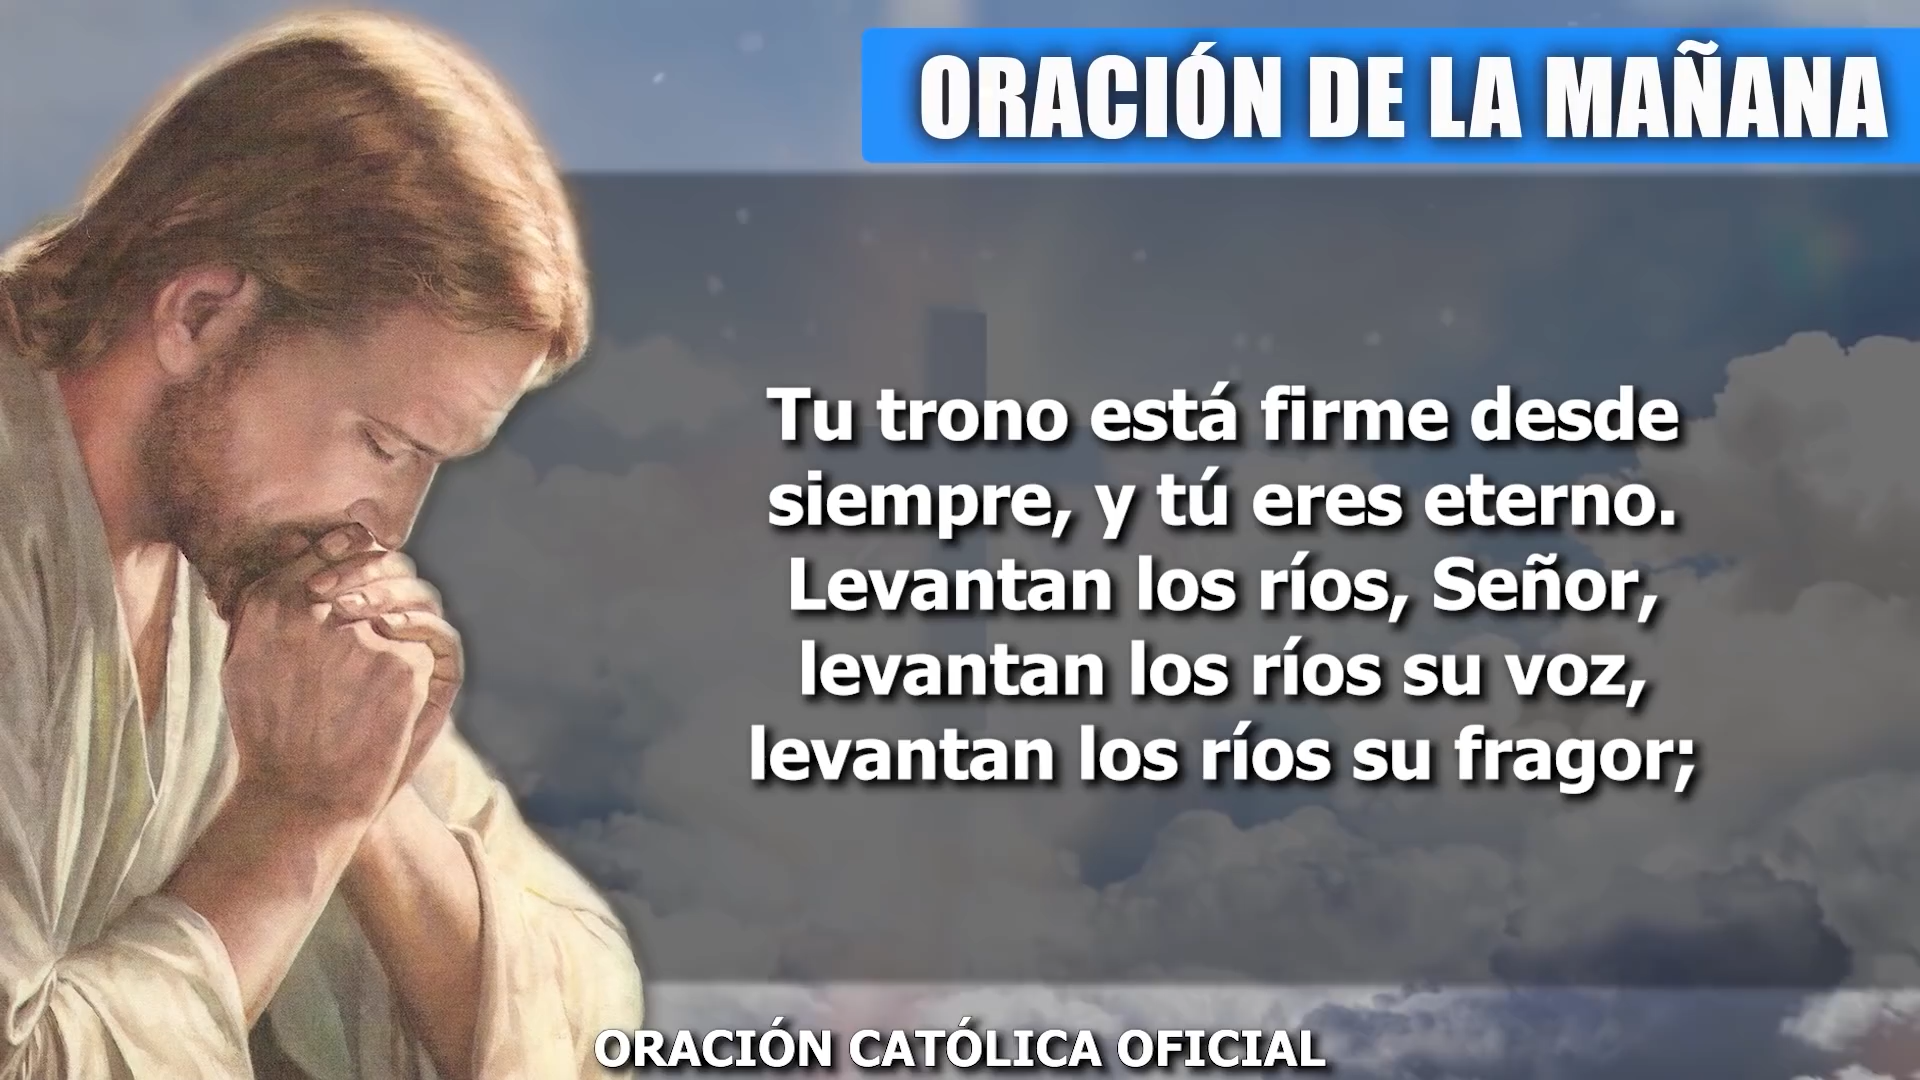 ORACIÓN DE LA MAÑANA
Tu trono está firme desde
siempre, y tú eres eterno.
Levantan los ríos, Señor,
levantan los ríos su voz,
levantan los ríos su fragor;
ORACIÓN CATÓLICA OFICIAL